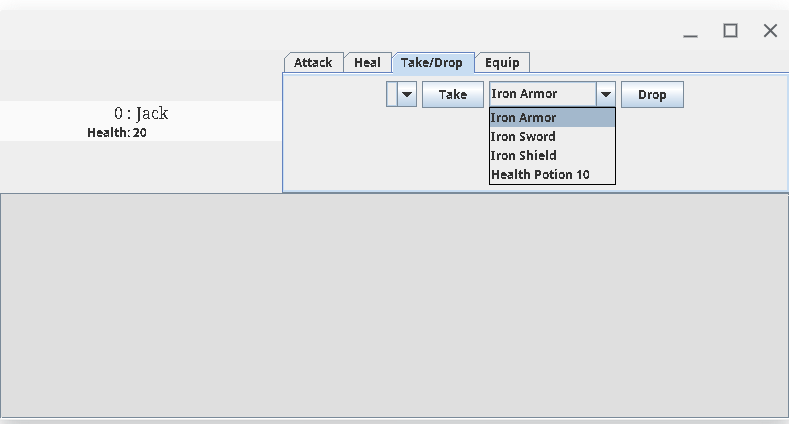 Attack Heal Take/Drop Equip
Take Iron Armor Drop
0 : Jack
Health: 20
Iron Armor
Iron Sword
Iron Shield
Health Potion 10